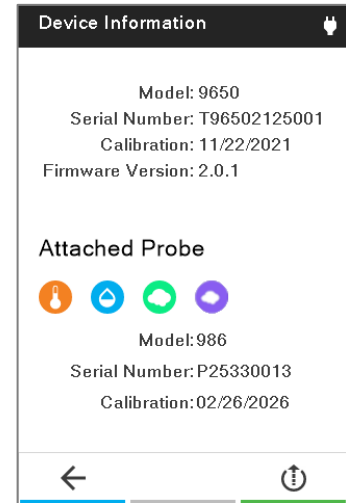 Device Information
Model: 9650
Serial Number: T96502125001
Calibration: 11/22/2021
Firmware Version: 2.0.1
Attached Probe
Model: 986
Serial Number: P25330013
Calibration: 02/26/2026